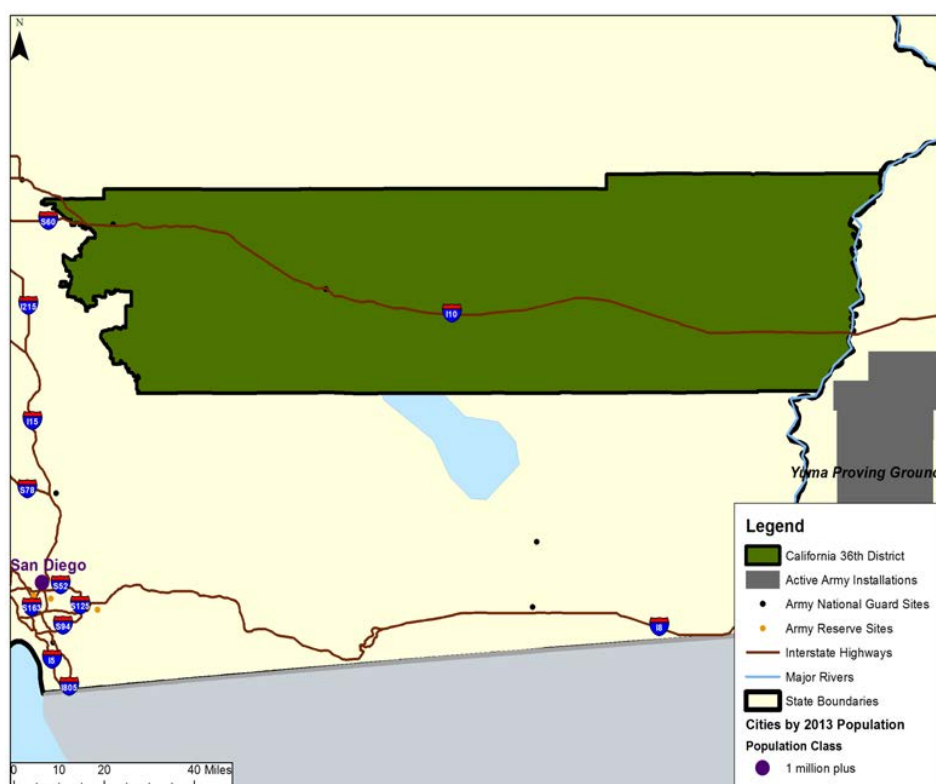 N
S60
I215
I10
I15
S78
Yuma Proving Ground
San Diego
S52
S163
S125
S94
I8
I5
I805
0 10 20 40 Miles
Legend
California 36th District
Active Army Installations
Army National Guard Sites
Army Reserve Sites
Interstate Highways
Major Rivers
State Boundaries
Cities by 2013 Population
Population Class
1 million plus